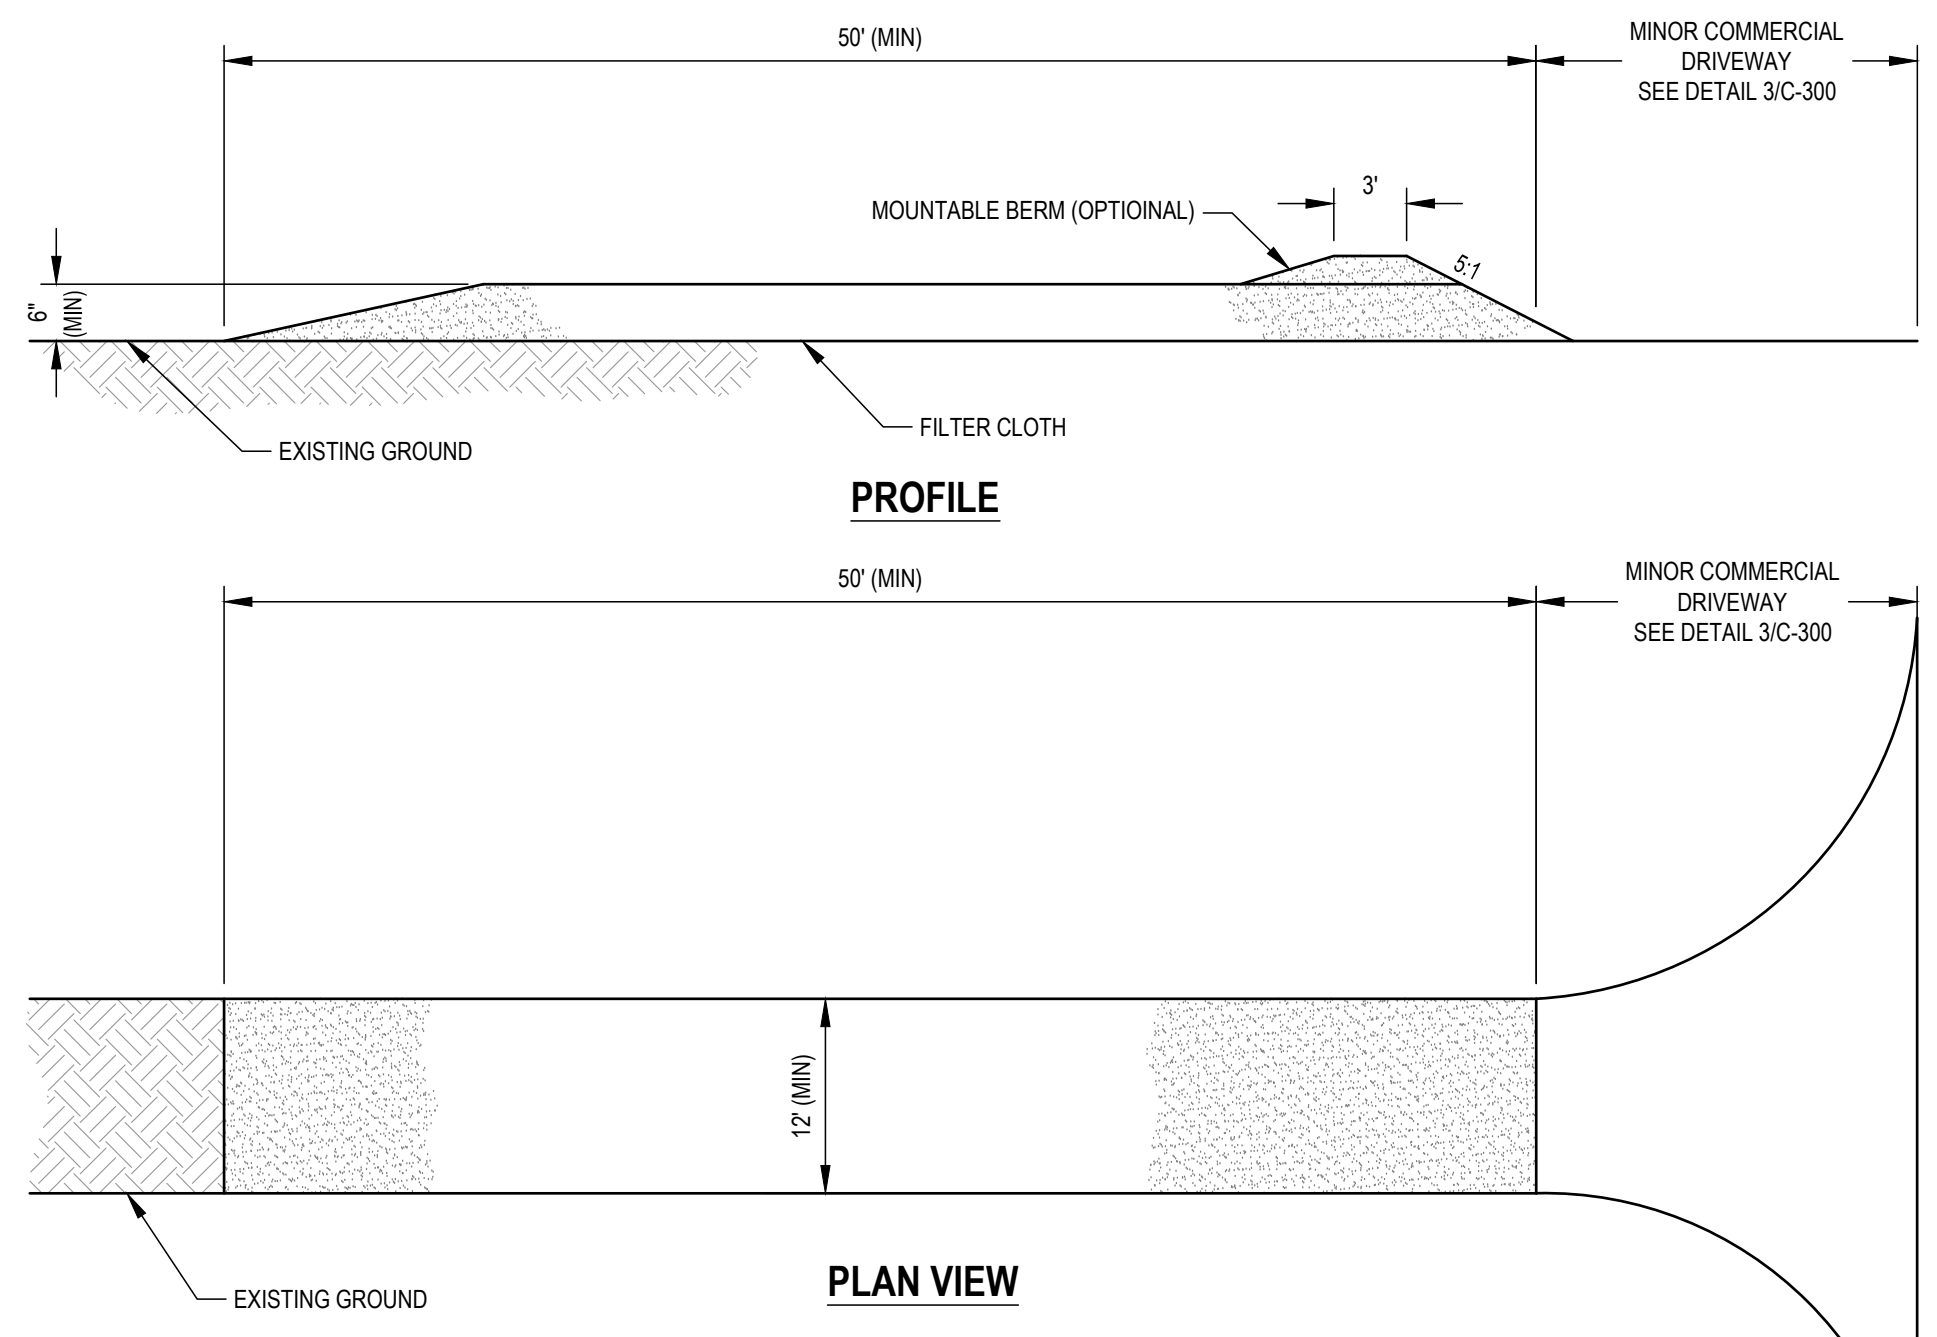 50' (MIN)
MINOR COMMERCIAL
DRIVEWAY
SEE DETAIL 3/C-300
3'
MOUNTABLE BERM (OPTIOINAL)
5:1
6"
(MIN)
FILTER CLOTH
EXISTING GROUND
PROFILE
50' (MIN)
MINOR COMMERCIAL
DRIVEWAY
SEE DETAIL 3/C-300
12' (MIN)
EXISTING GROUND
PLAN VIEW